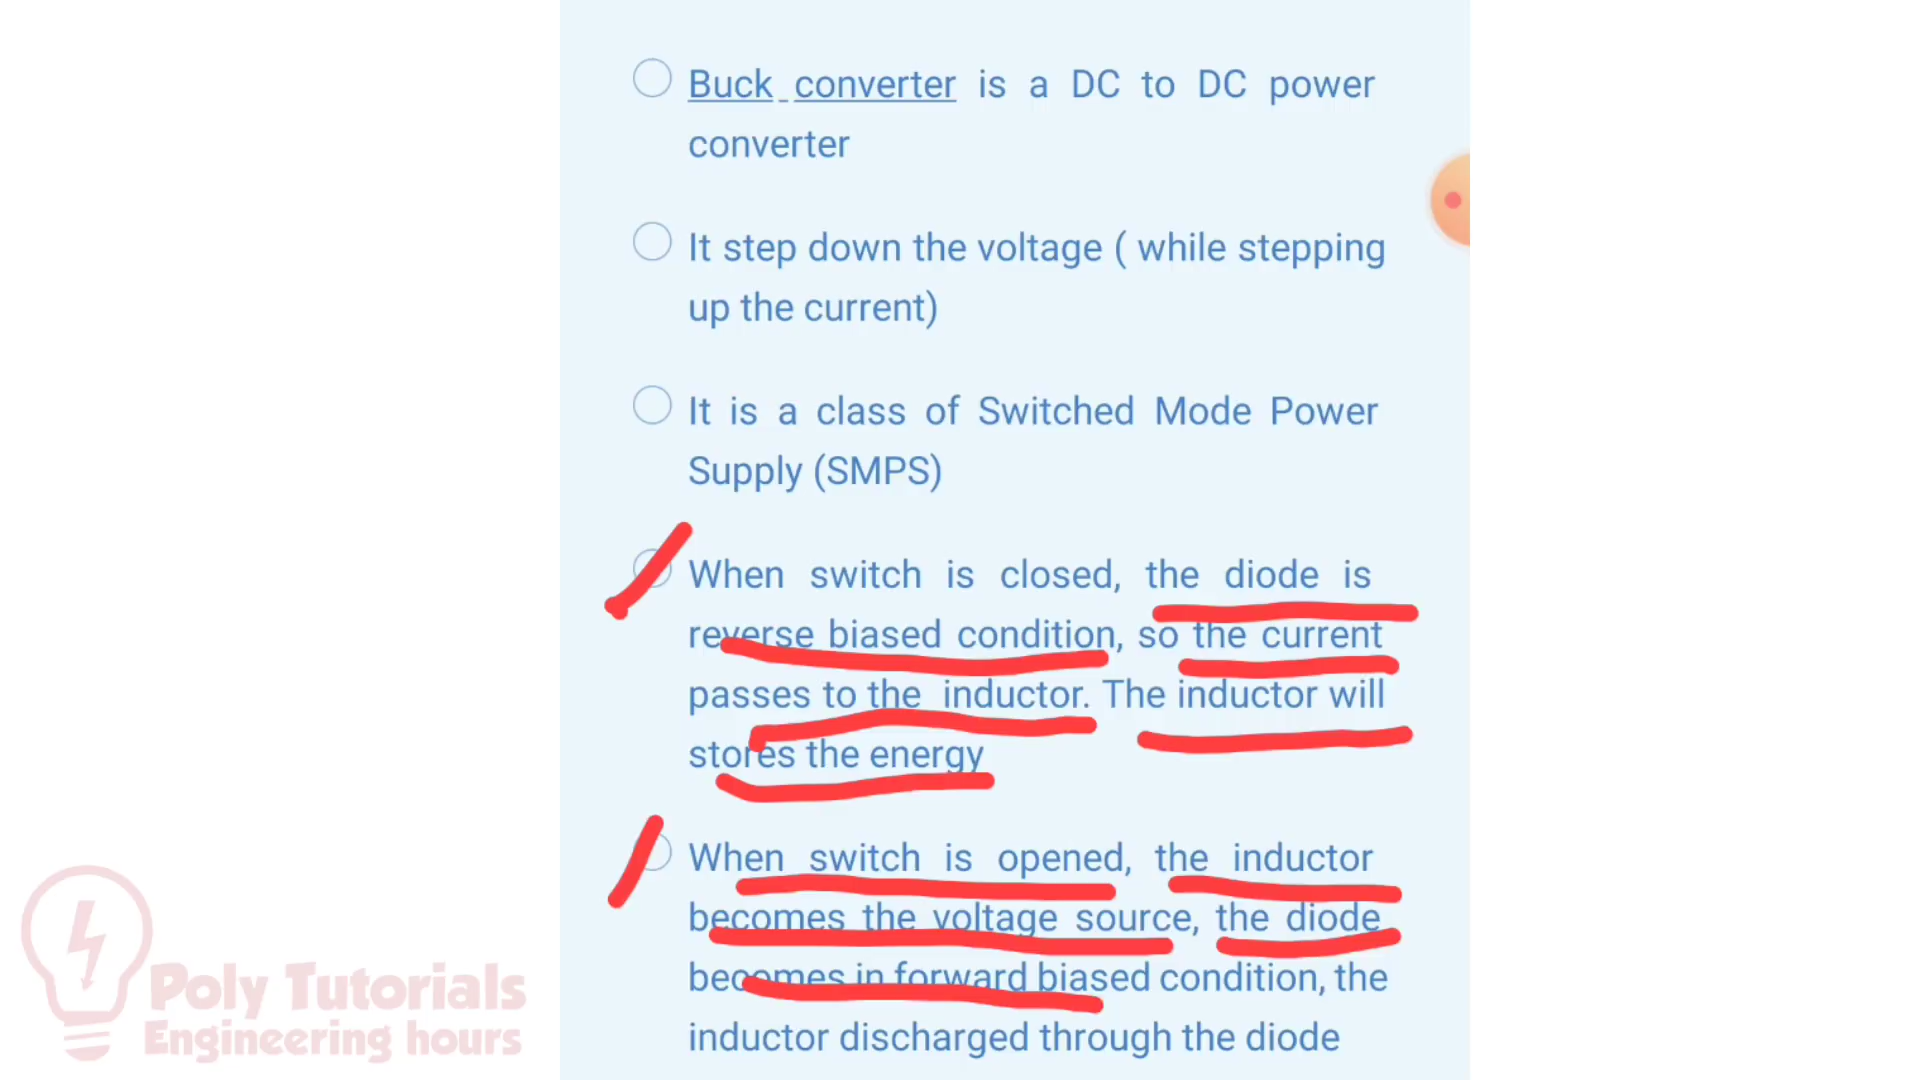 Buck converter is a DC to DC power
converter
It step down the voltage ( while stepping
up the current)
It is a class of Switched Mode Power
Supply (SMPS)
When switch is closed, the diode is
reverse biased condition, so the current
passes to the inductor. The inductor will
stores the energy
When switch is opened, the inductor
becomes the voltage source, the diode
becomes in forward biased condition, the
inductor discharged through the diode
Poly Tutorials
Engineering hours